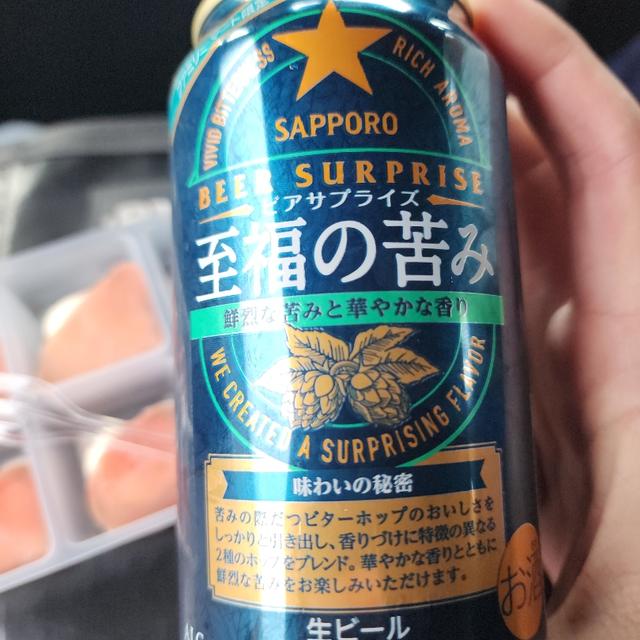 VIVID BITTERNESS
RICH AROMA
SAPPORO
BEER SURPRISE
ビアサプライズ
至福の苦み
鮮烈な苦みと華やかな香り
WE CREATED A SURPRISING FLAVOR
味わいの秘密
苦みの際だつビターホップのおいしさを
しっかりと引き出し、香りづけに特徴の異なる
2種のホップをブレンド。華やかな香りとともに
鮮烈な苦みをお楽しみいただけます。
生ビール